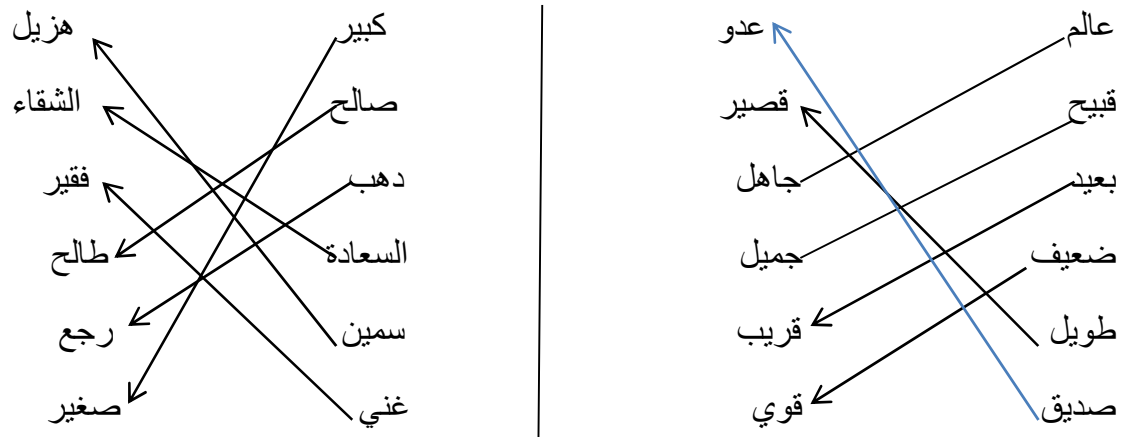 عالم عدو
قبيح قصير
بعيد جاهل
ضعيف جميل
طويل قريب
صديق قوي
كبير هزيل
صالح الشقاء
دهب فقير
السعادة طالح
سمين رجع
غني صغير